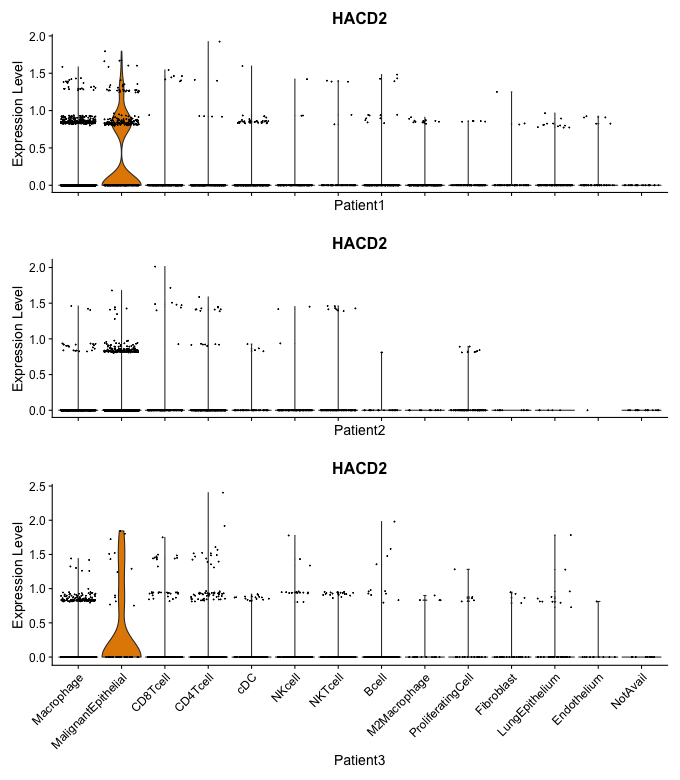 HACD2
Expression Level
2.0
1.5
1.0
0.5
0.0
Patient1
HACD2
Expression Level
2.0
1.5
1.0
0.5
0.0
Patient2
HACD2
Expression Level
2.5
2.0
1.5
1.0
0.5
0.0
Macrophage
MalignantEpithelial
CD8Tcell
CD4Tcell
cDC
NKcell
NKTcell
Bcell
M2Macrophage
ProliferatingCell
Fibroblast
LungEpithelium
Endothelium
NotAvail
Patient3